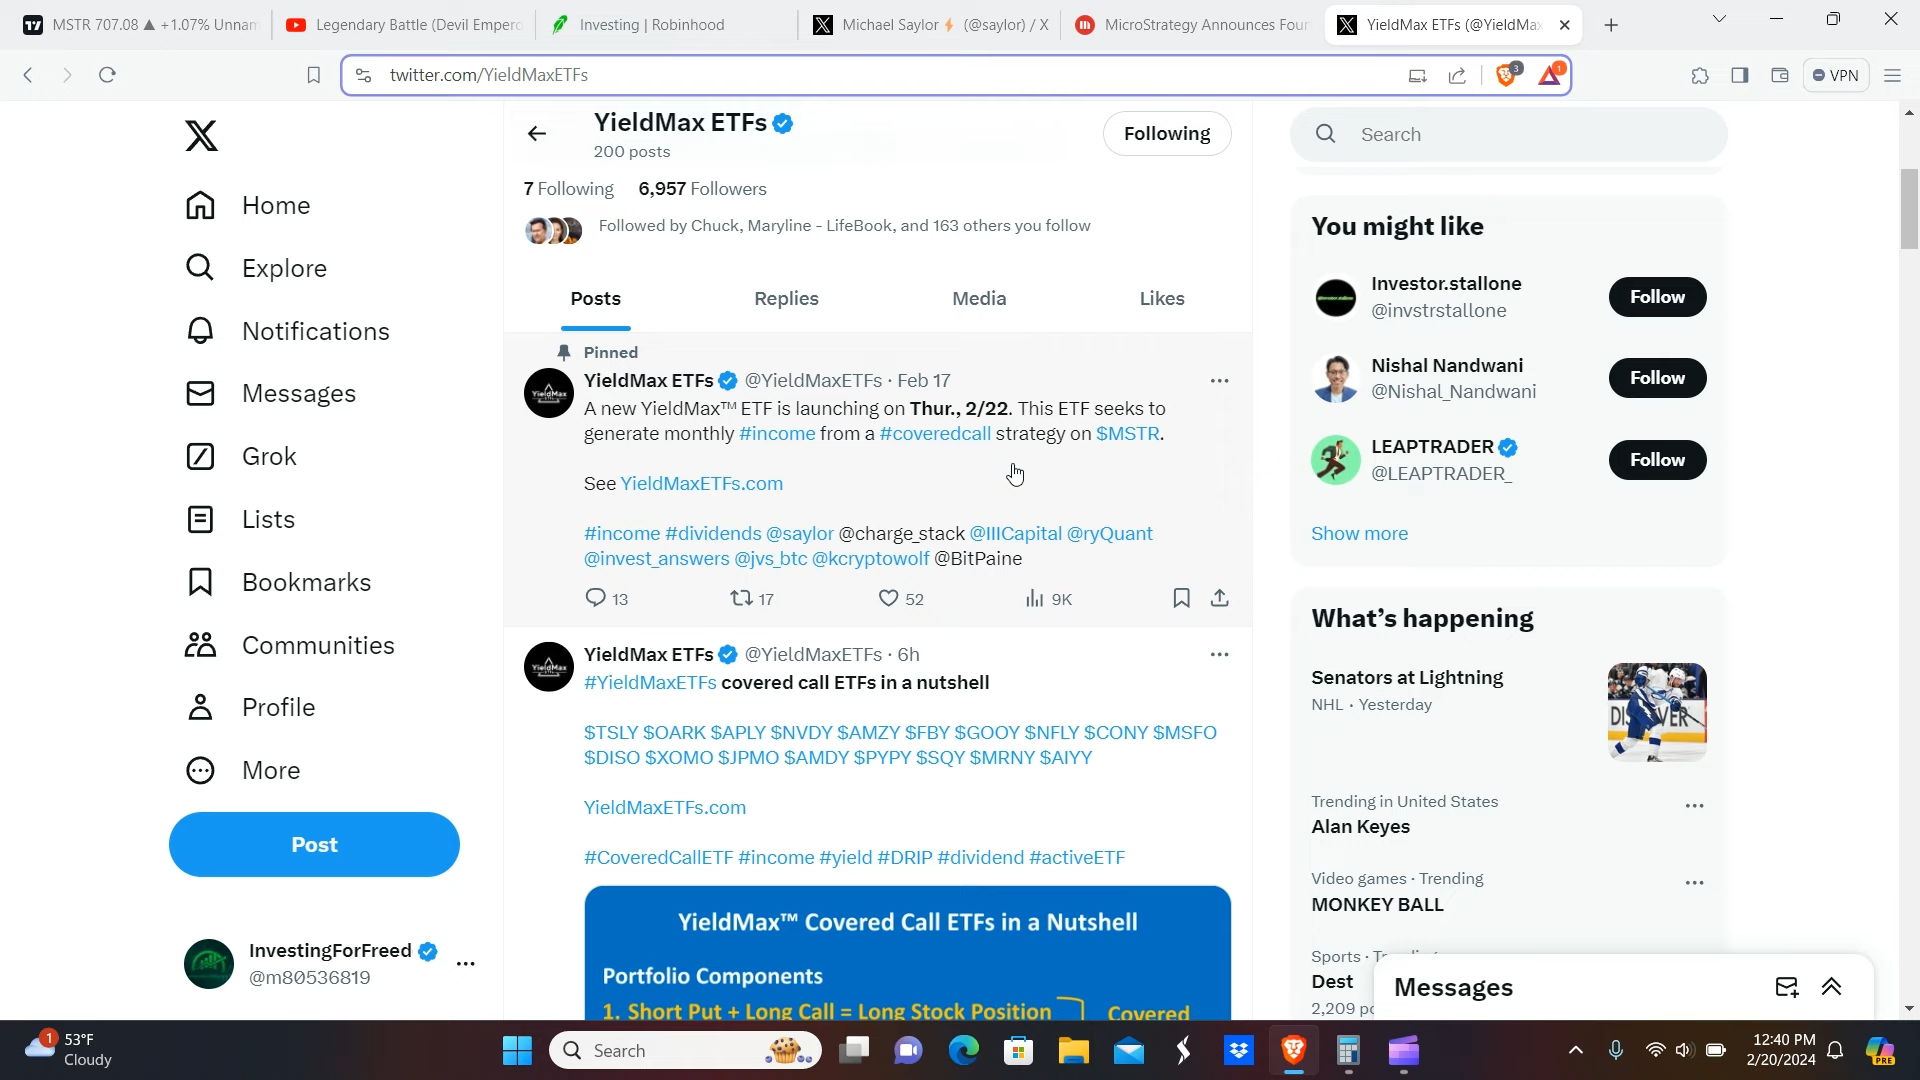 MSTR 707.08 ▲ +1.07% Unnam
Legendary Battle (Devil Empero
Investing | Robinhood
Michael Saylor⚡ (@saylor) / X
MicroStrategy Announces Four
YieldMax ETFs (@YieldMax
twitter.com/YieldMaxETFs
3
1
VPN
YieldMax ETFs
200 posts
Following
Search
7 Following 6,957 Followers
Followed by Chuck, Maryline - LifeBook, and 163 others you follow
Posts
Replies
Media
Likes
Home
Explore
Notifications
Messages
Grok
Lists
Bookmarks
Communities
Profile
More
Post
InvestingForFreed
@m80536819
Pinned
YieldMax ETFs @YieldMaxETFs · Feb 17
A new YieldMax™ ETF is launching on Thur., 2/22. This ETF seeks to
generate monthly #income from a #coveredcall strategy on $MSTR.
See YieldMaxETFs.com
#income #dividends @saylor @charge_stack @IIICapital @ryQuant
@invest_answers @jvs_btc @kcryptowolf @BitPaine
13
17
52
9K
YieldMax ETFs @YieldMaxETFs · 6h
#YieldMaxETFs covered call ETFs in a nutshell
$TSLY $OARK $APLY $NVDY $AMZY $FBY $GOOY $NFLY $CONY $MSFO
$DISO $XOMO $JPMO $AMDY $PYPY $SQY $MRNY $AIYY
YieldMaxETFs.com
#CoveredCallETF #income #yield #DRIP #dividend #activeETF
YieldMax™ Covered Call ETFs in a Nutshell
Portfolio Components
1. Short Put + Long Call = Long Stock Position
Covered
You might like
Investor.stallone
@invstrstallone
Follow
Nishal Nandwani
@Nishal_Nandwani
Follow
LEAPTRADER
@LEAPTRADER_
Follow
Show more
What's happening
Senators at Lightning
NHL · Yesterday
Trending in United States
Alan Keyes
Video games · Trending
MONKEY BALL
Sports ·
Dest
2,209
Messages
1
53°F
Cloudy
Search
12:40 PM
2/20/2024
PRE